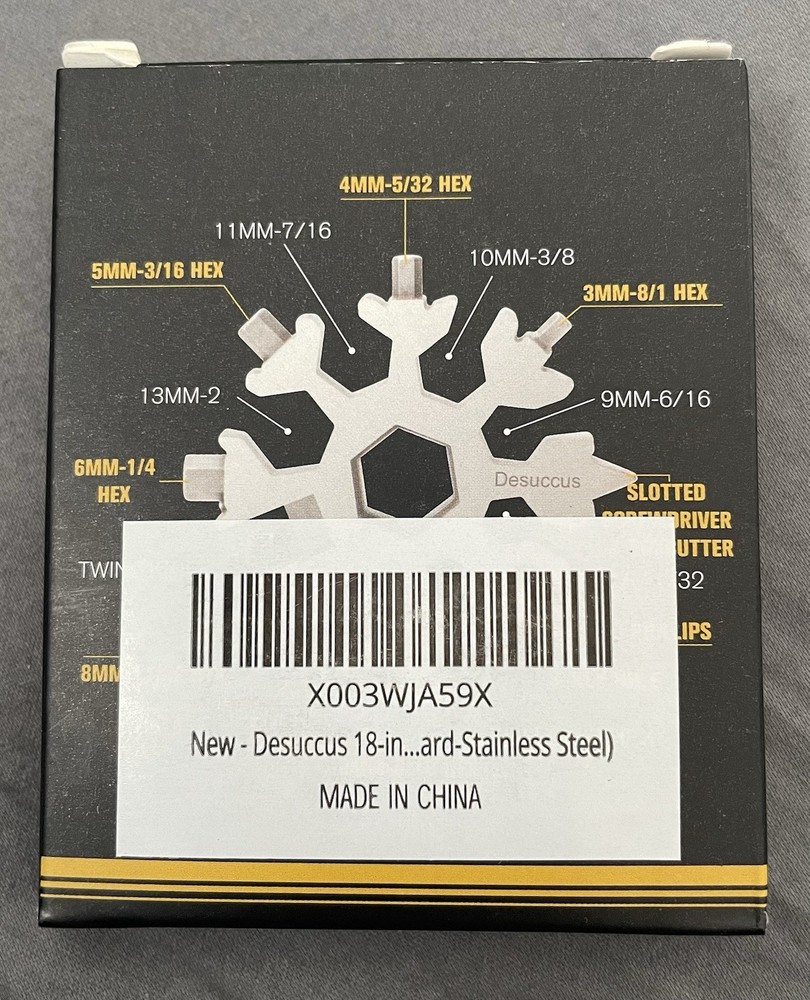 4MM-5/32 HEX
11MM-7/16
10MM-3/8
5MM-3/16 HEX
3MM-8/1 HEX
13MM-2
9MM-6/16
6MM-1/4
HEX
Desuccus
SLOTTED
TWIN
32
LIPS
8MM
X003WJA59X
New - Desuccus 18-in...ard-Stainless Steel)
MADE IN CHINA